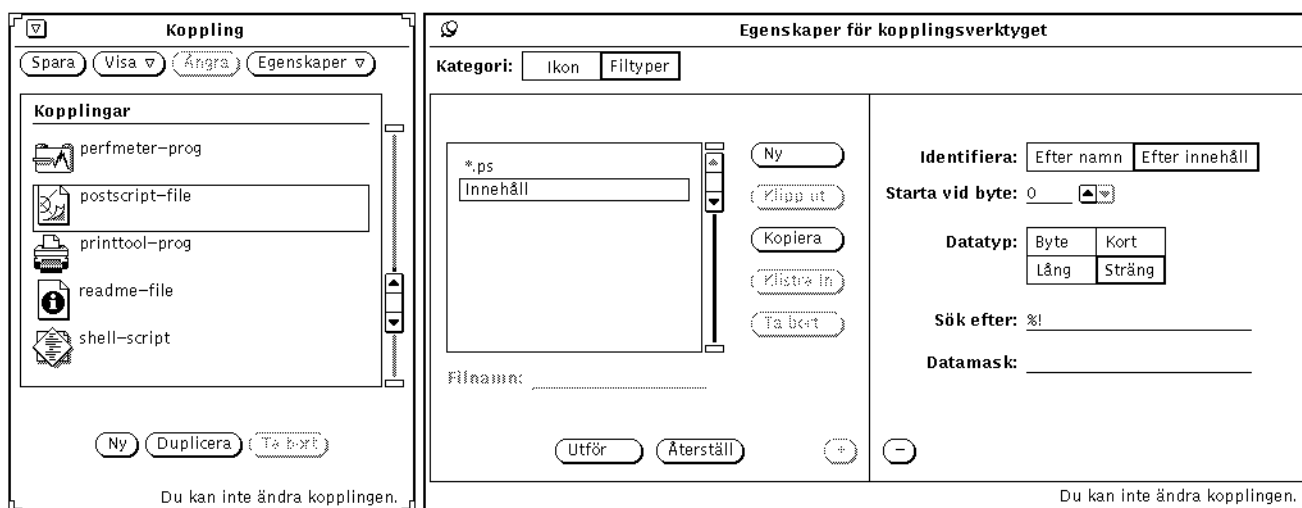 Koppling
Spara Visa Ångra Egenskaper
Kopplingar
perfmeter-prog
postscript-file
printtool-prog
readme-file
shell-script
Ny Duplicera Ta bort
Du kan inte ändra kopplingen.
Egenskaper för kopplingsverktyget
Kategori: Ikon Filtyper
*.ps
Innehåll
Ny
Klipp ut
Kopiera
Klistra in
Ta bort
Filnamn:
Utför Återställ +
Identifiera: Efter namn Efter innehåll
Starta vid byte: 0
Datatyp: Byte Kort
Lång Sträng
Sök efter: %!
Datamask:
−
Du kan inte ändra kopplingen.